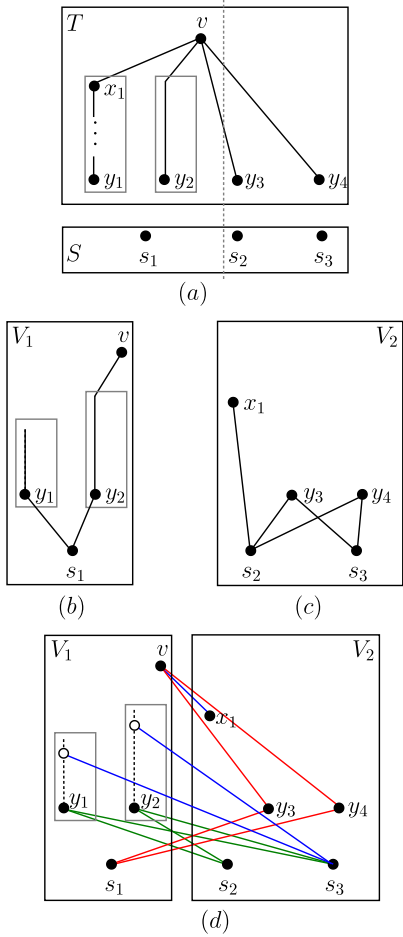 T v
x₁
y₁ y₂ y₃ y₄
S s₁ s₂ s₃
(a)
V₁ v V₂
x₁
y₁ y₂ y₃ y₄
s₁ s₂ s₃
(b) (c)
V₁ v V₂
x₁
y₁ y₂ y₃ y₄
s₁ s₂ s₃
(d)